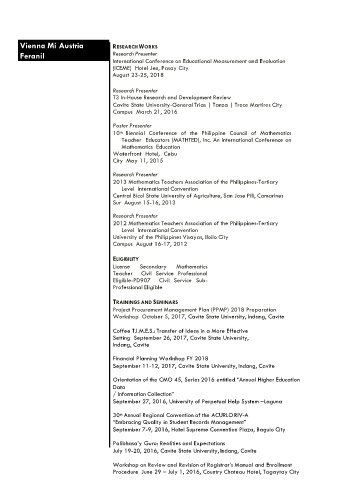 Vienna Mi Austria
Feranil
RESEARCH WORKS
Research Presenter
International Conference on Educational Measurement and Evaluation
(ICEME) Hotel Jen, Pasay City
August 23-25, 2018
Research Presenter
T3 In-House Research and Development Review
Cavite State University-General Trias | Tanza | Trece Martires City
Campus March 21, 2016
Poster Presenter
10th Biennial Conference of the Philippine Council of Mathematics
Teacher Educators (MATHTED), Inc. An International Conference on
Mathematics Education
Waterfront Hotel, Cebu
City May 11, 2015
Research Presenter
2013 Mathematics Teachers Association of the Philippines-Tertiary
Level International Convention
Central Bicol State University of Agriculture, San Jose Pili, Camarines
Sur August 15-16, 2013
Research Presenter
2012 Mathematics Teachers Association of the Philippines-Tertiary
Level International Convention
University of the Philippines Visayas, Iloilo City
Campus August 16-17, 2012
ELIGIBILITY
License Secondary Mathematics
Teacher Civil Service Professional
Eligible-PD907 Civil Service Sub-
Professional Eligible
TRAININGS AND SEMINARS
Project Procurement Management Plan (PPMP) 2018 Preparation
Workshop October 5, 2017, Cavite State University, Indang, Cavite
Coffee T.I.M.E.S.: Transfer of Ideas in a More Effective
Setting September 26, 2017, Cavite State University,
Indang, Cavite
Financial Planning Workshop FY 2018
September 11-12, 2017, Cavite State University, Indang, Cavite
Orientation of the CMO 45, Series 2016 entitled "Annual Higher Education
Data
/ Information Collection"
September 27, 2016, University of Perpetual Help System –Laguna
30th Annual Regional Convention of the ACURLORIV-A
"Embracing Quality in Student Records Management"
September 7-9, 2016, Hotel Supreme Convention Plaza, Baguio City
PaSibhasa'y Guro: Realities and Expectations
July 19-20, 2016, Cavite State University, Indang, Cavite
Workshop on Review and Revision of Registrar's Manual and Enrollment
Procedure June 29 – July 1, 2016, Country Chateau Hotel, Tagaytay City